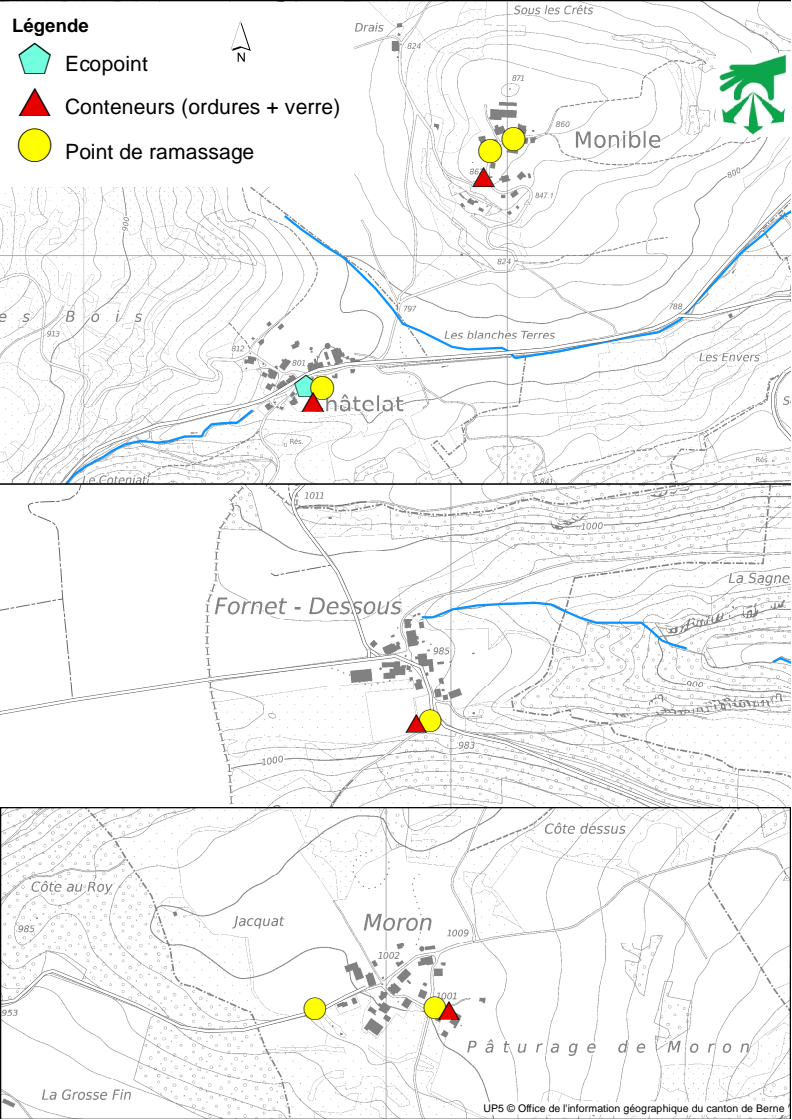 Légende
Ecopoint
Conteneurs (ordures + verre)
Point de ramassage
N
Drais
824
Sous les Crêts
871
860
Monible
847.1
800
824
900
797
788
es Bois
913
Les blanches Terres
812
801
Les Envers
hâtelat
Rés.
Rés.
841
1011
1000
La Sagne
Fornet - Dessous
985
900
983
1000
Côte dessus
Côte au Roy
Jacquat
Moron
985
1009
1002
1001
953
Pâturage de Moron
La Grosse Fin
UP5 © Office de l'information géographique du canton de Berne